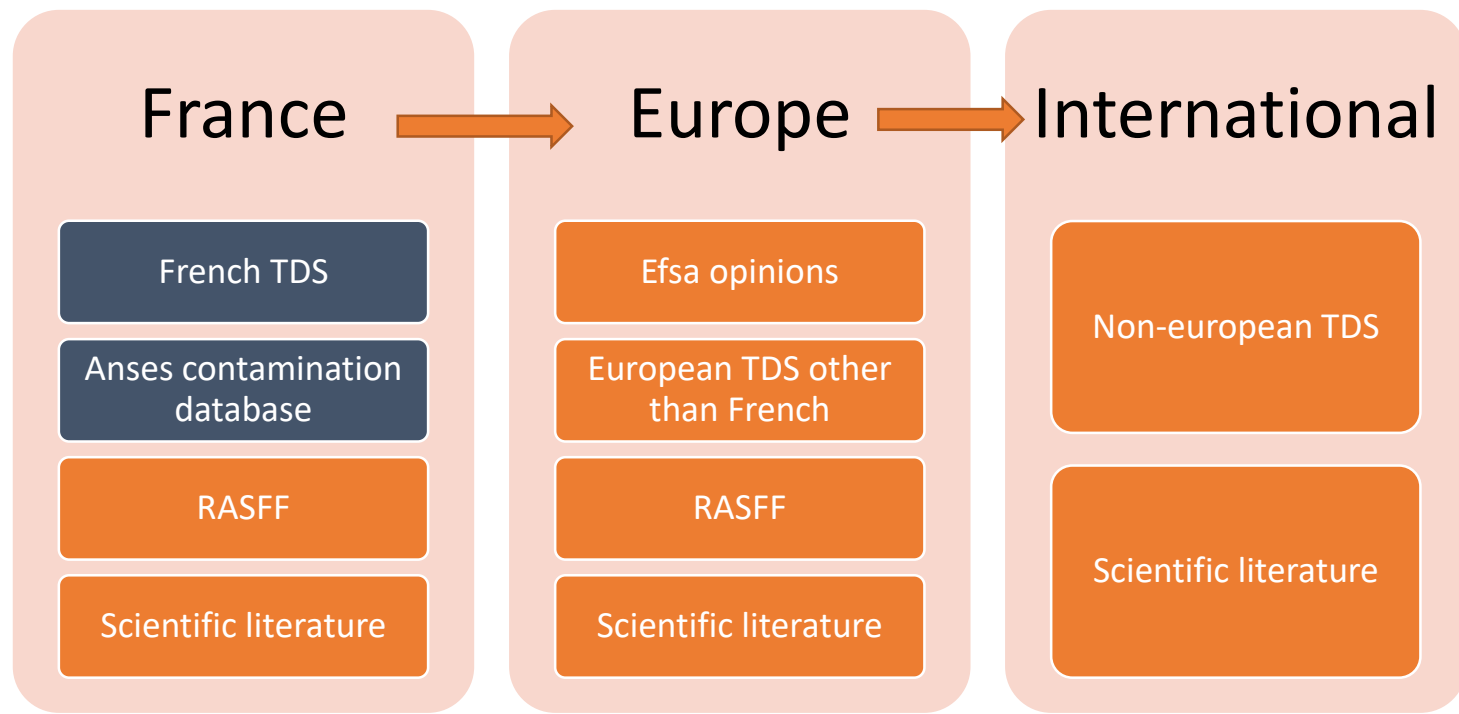 France
French TDS
Anses contamination
database
RASFF
Scientific literature
Europe
Efsa opinions
European TDS other
than French
RASFF
Scientific literature
International
Non-european TDS
Scientific literature